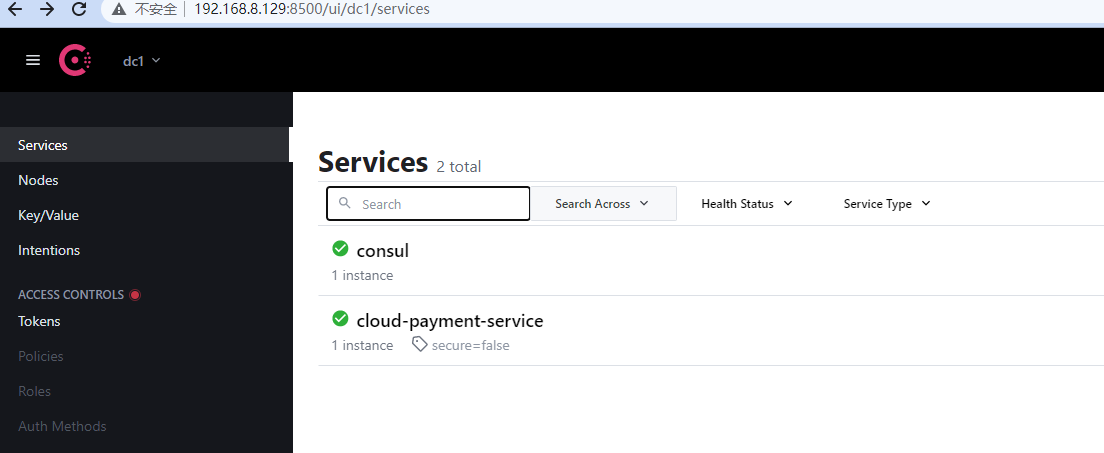 不安全 192.168.8.129:8500/ui/dc1/services
dc1
Services
Nodes
Key/Value
Intentions
ACCESS CONTROLS
Tokens
Policies
Roles
Auth Methods
Services 2 total
Search Search Across Health Status Service Type
consul
1 instance
cloud-payment-service
1 instance secure=false